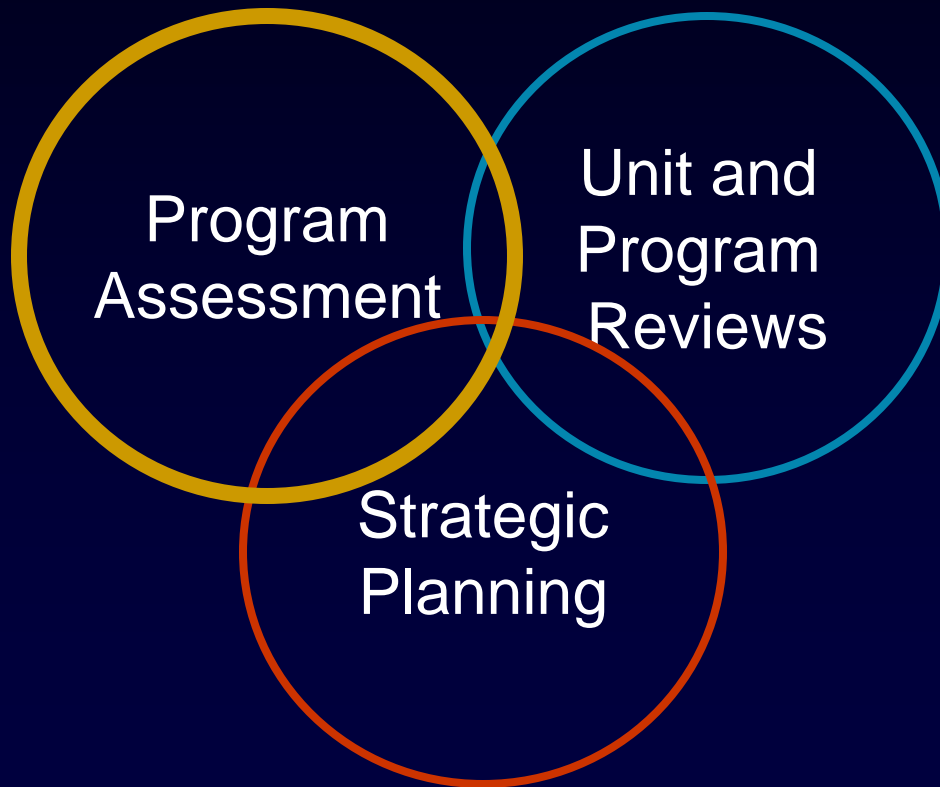 Program
Assessment
Unit and
Program
Reviews
Strategic
Planning